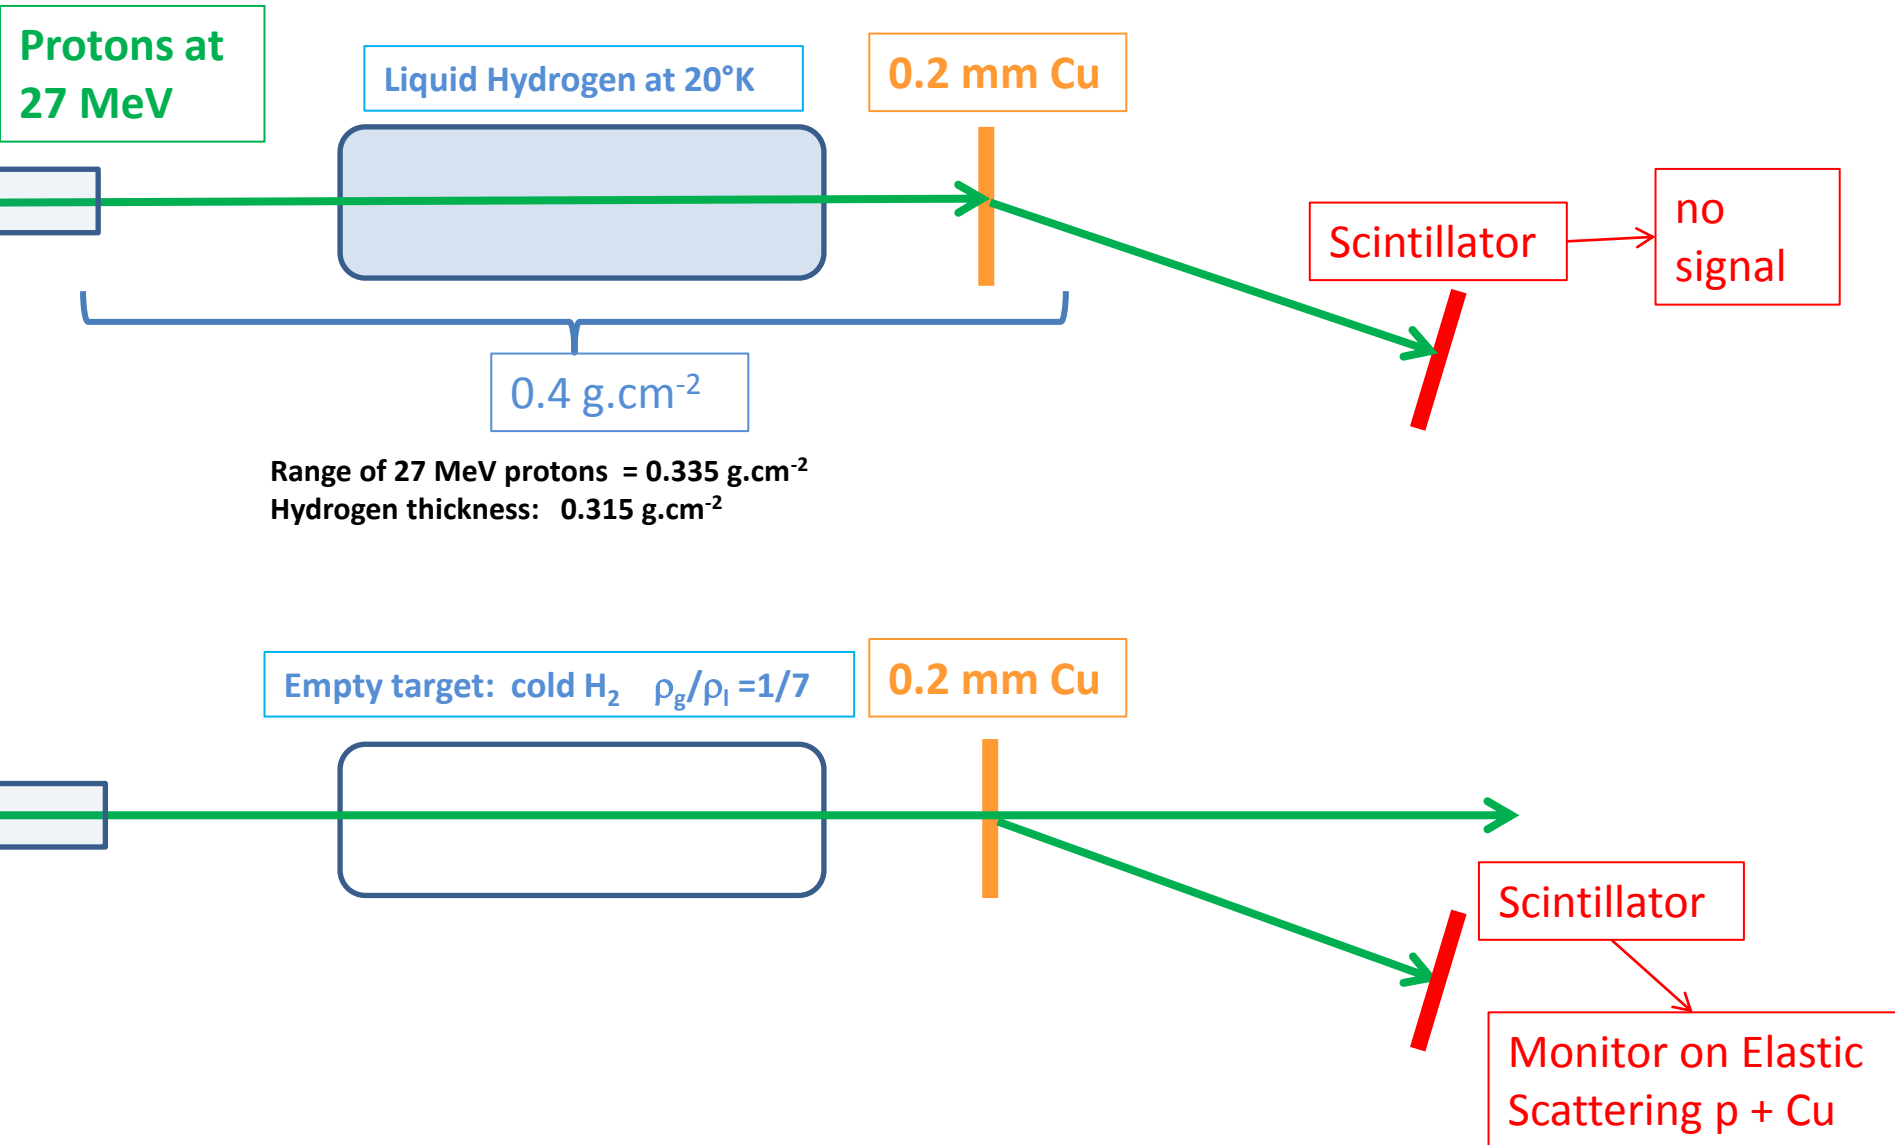 Protons at
27 MeV
Liquid Hydrogen at 20°K
0.2 mm Cu
Scintillator
no
signal
0.4 g.cm⁻²
Range of 27 MeV protons = 0.335 g.cm⁻²
Hydrogen thickness: 0.315 g.cm⁻²
Empty target: cold H₂ ρg/ρl =1/7
0.2 mm Cu
Scintillator
Monitor on Elastic
Scattering p + Cu